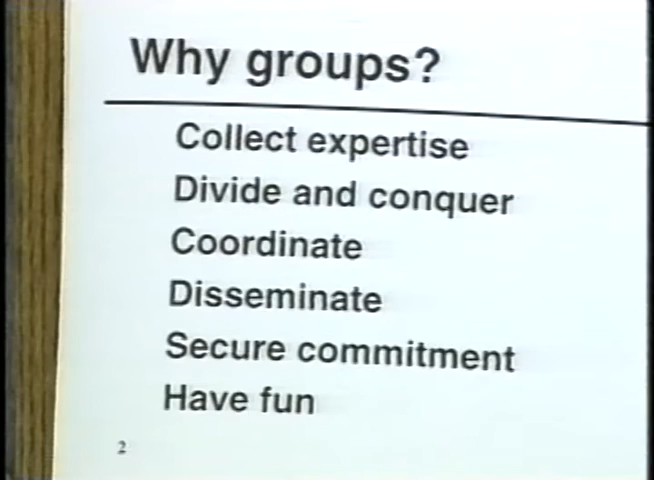 Why groups?
Collect expertise
Divide and conquer
Coordinate
Disseminate
Secure commitment
Have fun
2